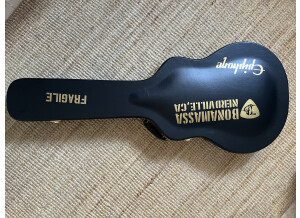 Epiphone
BONAMASSA
NERDVILLE, CA
FRAGILE